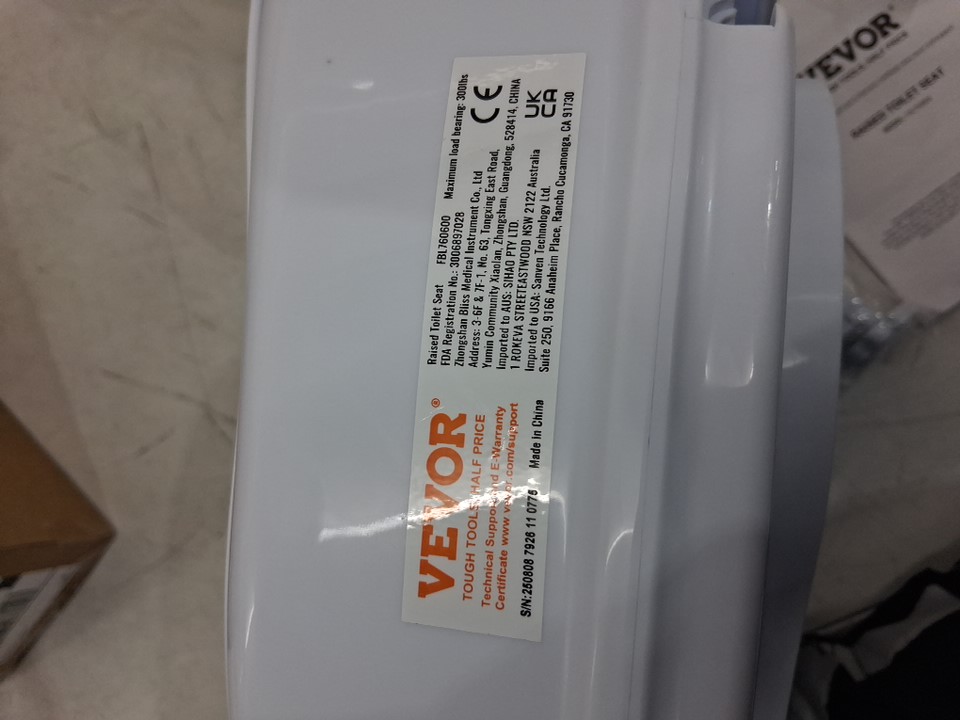 VEVOR®
TOUGH TOOLS, HALF PRICE
Technical Support and E-Warranty
Certificate www.vevor.com/support
S/N:250808 7926 11 0775 Made in China
Raised Toilet Seat FBL760600 Maximum load bearing: 300lbs
FDA Registration No.: 3006897028
Zhongshan Bliss Medical Instrument Co., Ltd
Address: 3-6F & 7F-1, No. 63, Tongxing East Road,
Yumin Community Xiaolan, Zhongshan, Guangdong, 528414, CHINA
Imported to AUS: SIHAO PTY LTD.
1 ROKEVA STREETEASTWOOD NSW 2122 Australia
Imported to USA: Sanven Technology Ltd.
Suite 250, 9166 Anaheim Place, Rancho Cucamonga, CA 91730
CE
UK
CA
VEVOR®
RAISED TOILET SEAT